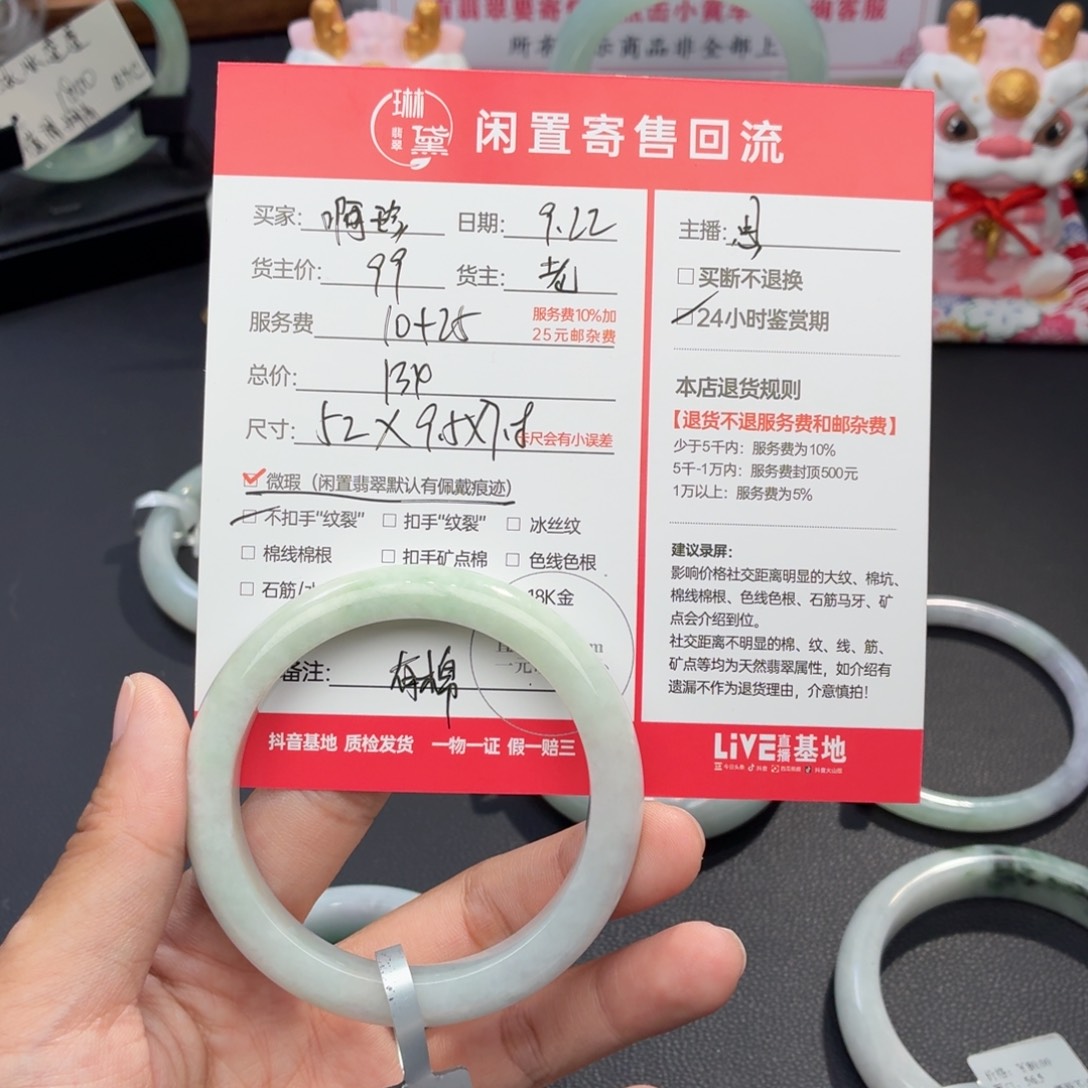 所有 示商品非全部上
琳
翡翠
黛
闲置寄售回流
买家: 啊珍 日期: 9.22
货主价: 99 货主:
服务费 10+25 服务费10%加
25元邮杂费
总价: 134
尺寸: 52X9.5X7.8 卡尺会有小误差
微瑕（闲置翡翠默认有佩戴痕迹）
不扣手“纹裂” 扣手“纹裂” 冰丝纹
棉线棉根 扣手矿点棉 色线色根
石筋/ 18K金
备注: 有棉
抖音基地 质检发货 一物一证 假一赔三
主播:
买断不退换
24小时鉴赏期
本店退货规则
【退货不退服务费和邮杂费】
少于5千内：服务费为10%
5千-1万内：服务费封顶500元
1万以上：服务费为5%
建议录屏：
影响价格社交距离明显的大纹、棉坑、
棉线棉根、色线色根、石筋马牙、矿
点会介绍到位。
社交距离不明显的棉、纹、线、筋、
矿点等均为天然翡翠属性，如介绍有
遗漏不作为退货理由，介意慎拍！
LIVE直播基地